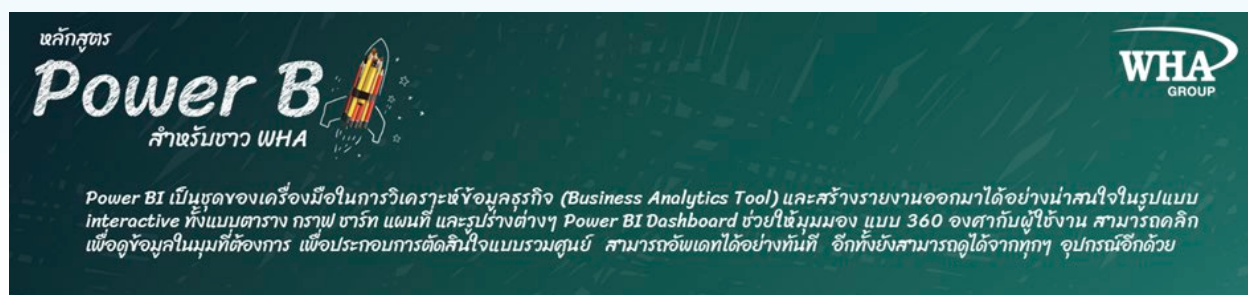 หลักสูตร
Power B
สำหรับชาว WHA
WHA
GROUP
Power BI เป็นชุดของเครื่องมือในการวิเคราะห์ข้อมูลธุรกิจ (Business Analytics Tool) และสร้างรายงานออกมาได้อย่างน่าสนใจในรูปแบบ
interactive ทั้งแบบตาราง กราฟ ชาร์ท แผนที่ และรูปร่างต่างๆ Power BI Dashboard ช่วยให้มุมมอง แบบ 360 องศากับผู้ใช้งาน สามารถคลิก
เพื่อดูข้อมูลในมุมที่ต้องการ เพื่อประกอบการตัดสินใจแบบรวมศูนย์ สามารถอัพเดทได้อย่างทันที อีกทั้งยังสามารถดูได้จากทุกๆ อุปกรณ์อีกด้วย